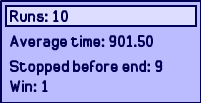 Runs: 10
Average time: 901.50
Stopped before end: 9
Win: 1